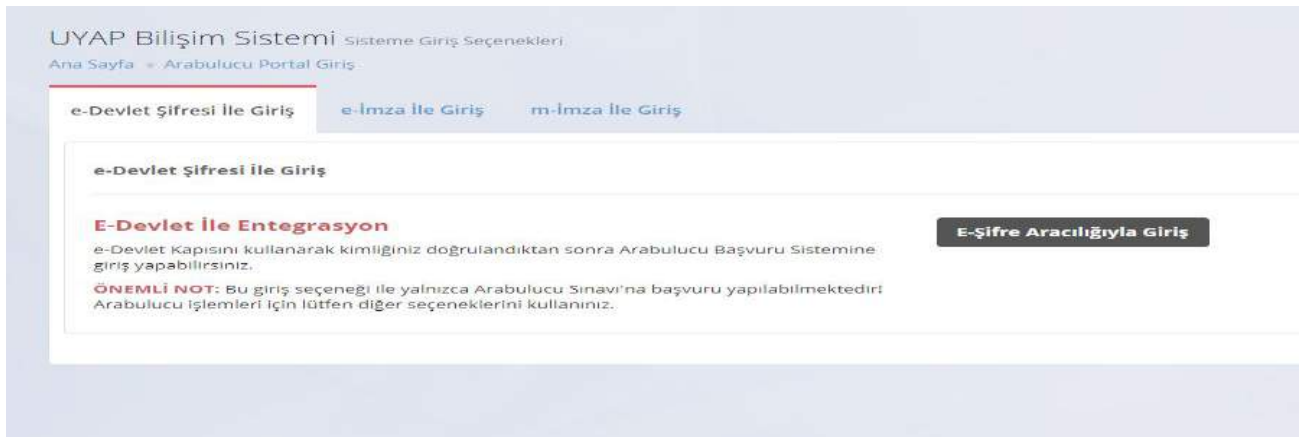 UYAP Bilişim Sistemi Sisteme Giriş Seçenekleri
Ana Sayfa » Arabulucu Portal Giriş
e-Devlet Şifresi İle Giriş e-İmza İle Giriş m-İmza İle Giriş
e-Devlet Şifresi İle Giriş
E-Devlet İle Entegrasyon
E-Şifre Aracılığıyla Giriş
e-Devlet Kapısını kullanarak kimliğiniz doğrulandıktan sonra Arabulucu Başvuru Sistemine
giriş yapabilirsiniz.
ÖNEMLİ NOT: Bu giriş seçeneği ile yalnızca Arabulucu Sınavı'na başvuru yapılabilmektedir!
Arabulucu işlemleri için lütfen diğer seçeneklerini kullanınız.